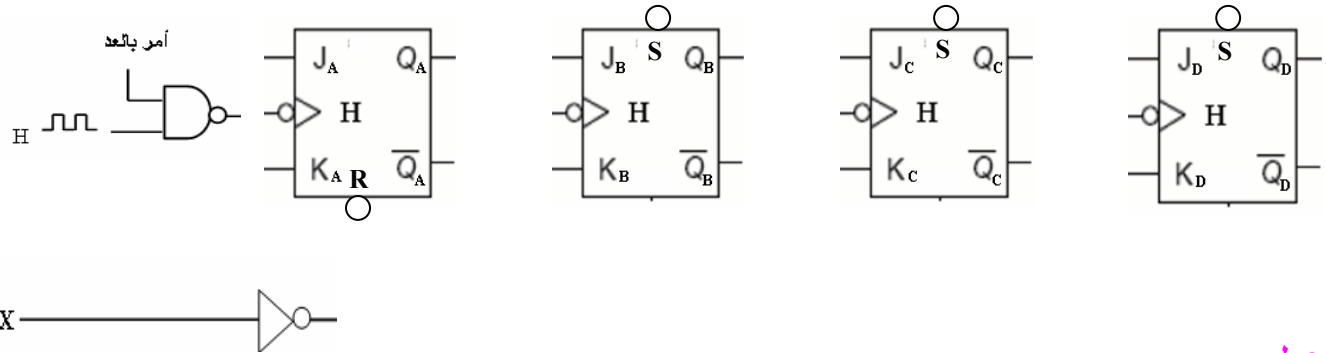 أمر بالعد
H
J_A Q_A
H
K_A R Q̅_A
J_B S Q_B
H
K_B Q̅_B
J_C S Q_C
H
K_C Q̅_C
J_D S Q_D
H
K_D Q̅_D
X